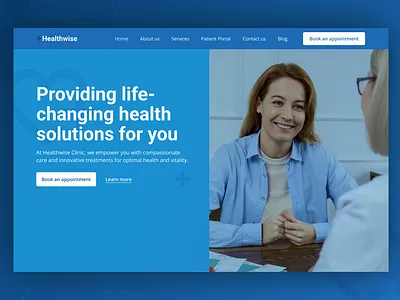 Healthwise
Home About us Services Patient Portal Contact us Blog Book an appointment
Providing life-
changing health
solutions for you
At Healthwise Clinic, we empower you with compassionate
care and innovative treatments for optimal health and vitality.
Book an appointment Learn more